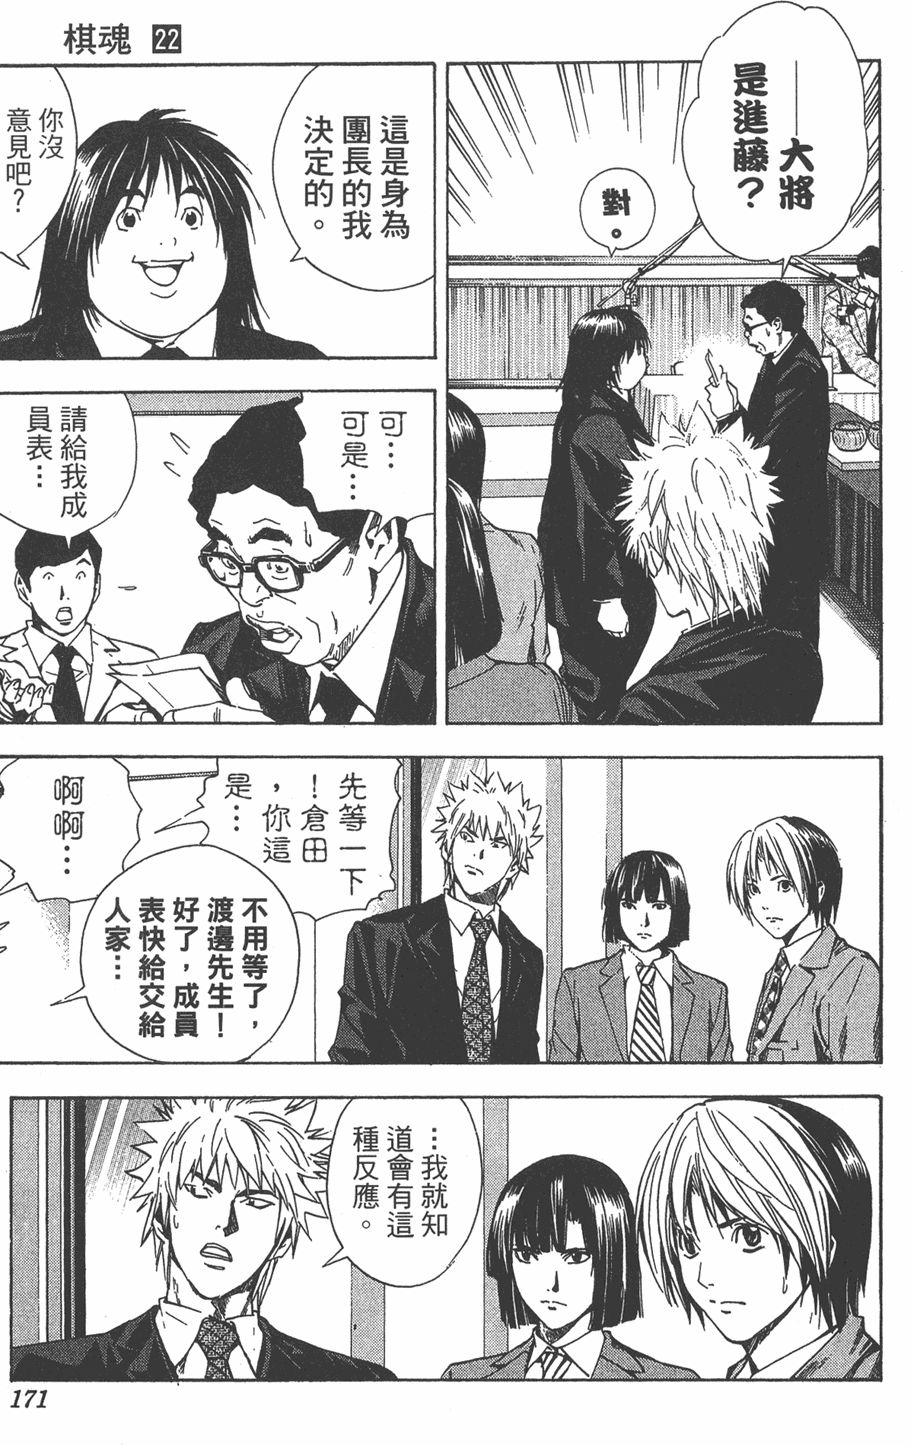 棋魂 22
——大將
是進藤？
對。
這是身為
團長的我
決定的。
你沒
意見吧？
可…
可是…
請給我成
員表…
先等一下
！倉田
，你這
是…
啊啊…
不用等了，
渡邊先生！
好了，成員
表快給交給
人家…
…我就知
道會有這
種反應。
171